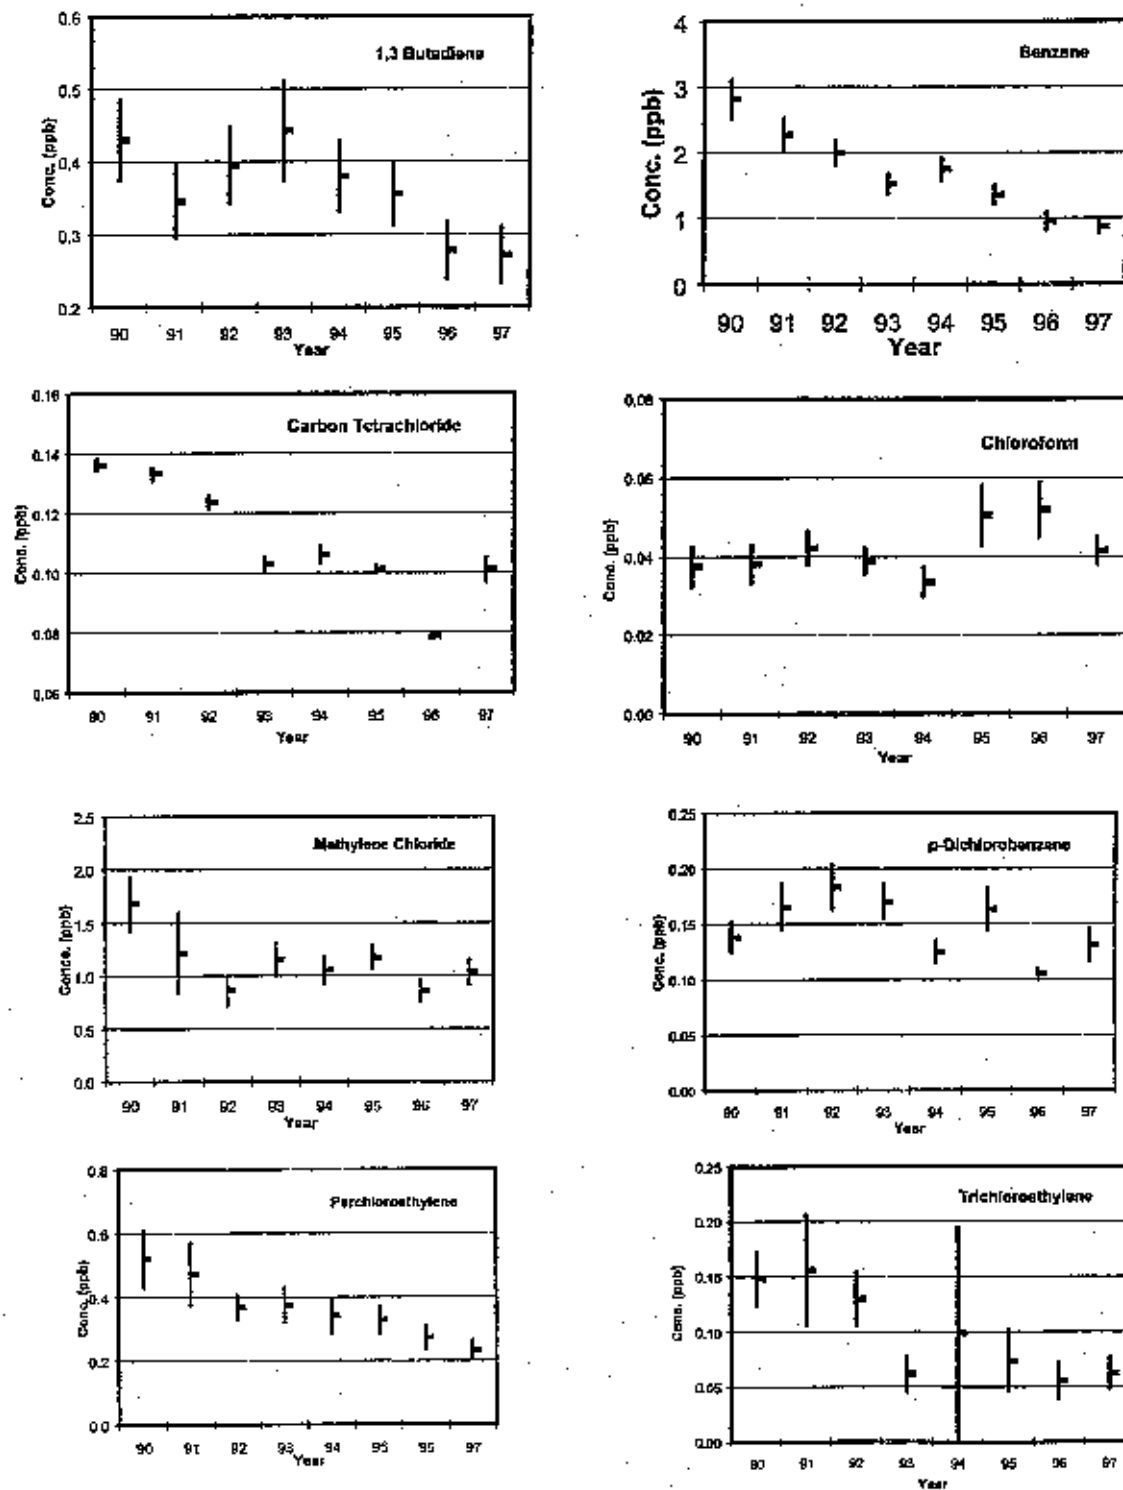 1,3 Butadiene
Conc. (ppb)
0.6
0.5
0.4
0.3
0.2
90 91 92 93 94 95 96 97
Year
Benzene
Conc. (ppb)
4
3
2
1
0
90 91 92 93 94 95 96 97
Year
Carbon Tetrachloride
Conc. (ppb)
0.16
0.14
0.12
0.10
0.08
0.06
90 91 92 93 94 95 96 97
Year
Chloroform
Conc. (ppb)
0.08
0.06
0.04
0.02
0.00
90 91 92 93 94 95 96 97
Year
Methylene Chloride
Conc. (ppb)
2.5
2.0
1.5
1.0
0.5
0.0
90 91 92 93 94 95 96 97
Year
p-Dichlorobenzene
Conc. (ppb)
0.25
0.20
0.15
0.10
0.05
0.00
90 91 92 93 94 95 96 97
Year
Perchloroethylene
Conc. (ppb)
0.8
0.6
0.4
0.2
0.0
90 91 92 93 94 95 95 97
Year
Trichloroethylene
Conc. (ppb)
0.25
0.20
0.15
0.10
0.05
0.00
90 91 92 93 94 95 96 97
Year